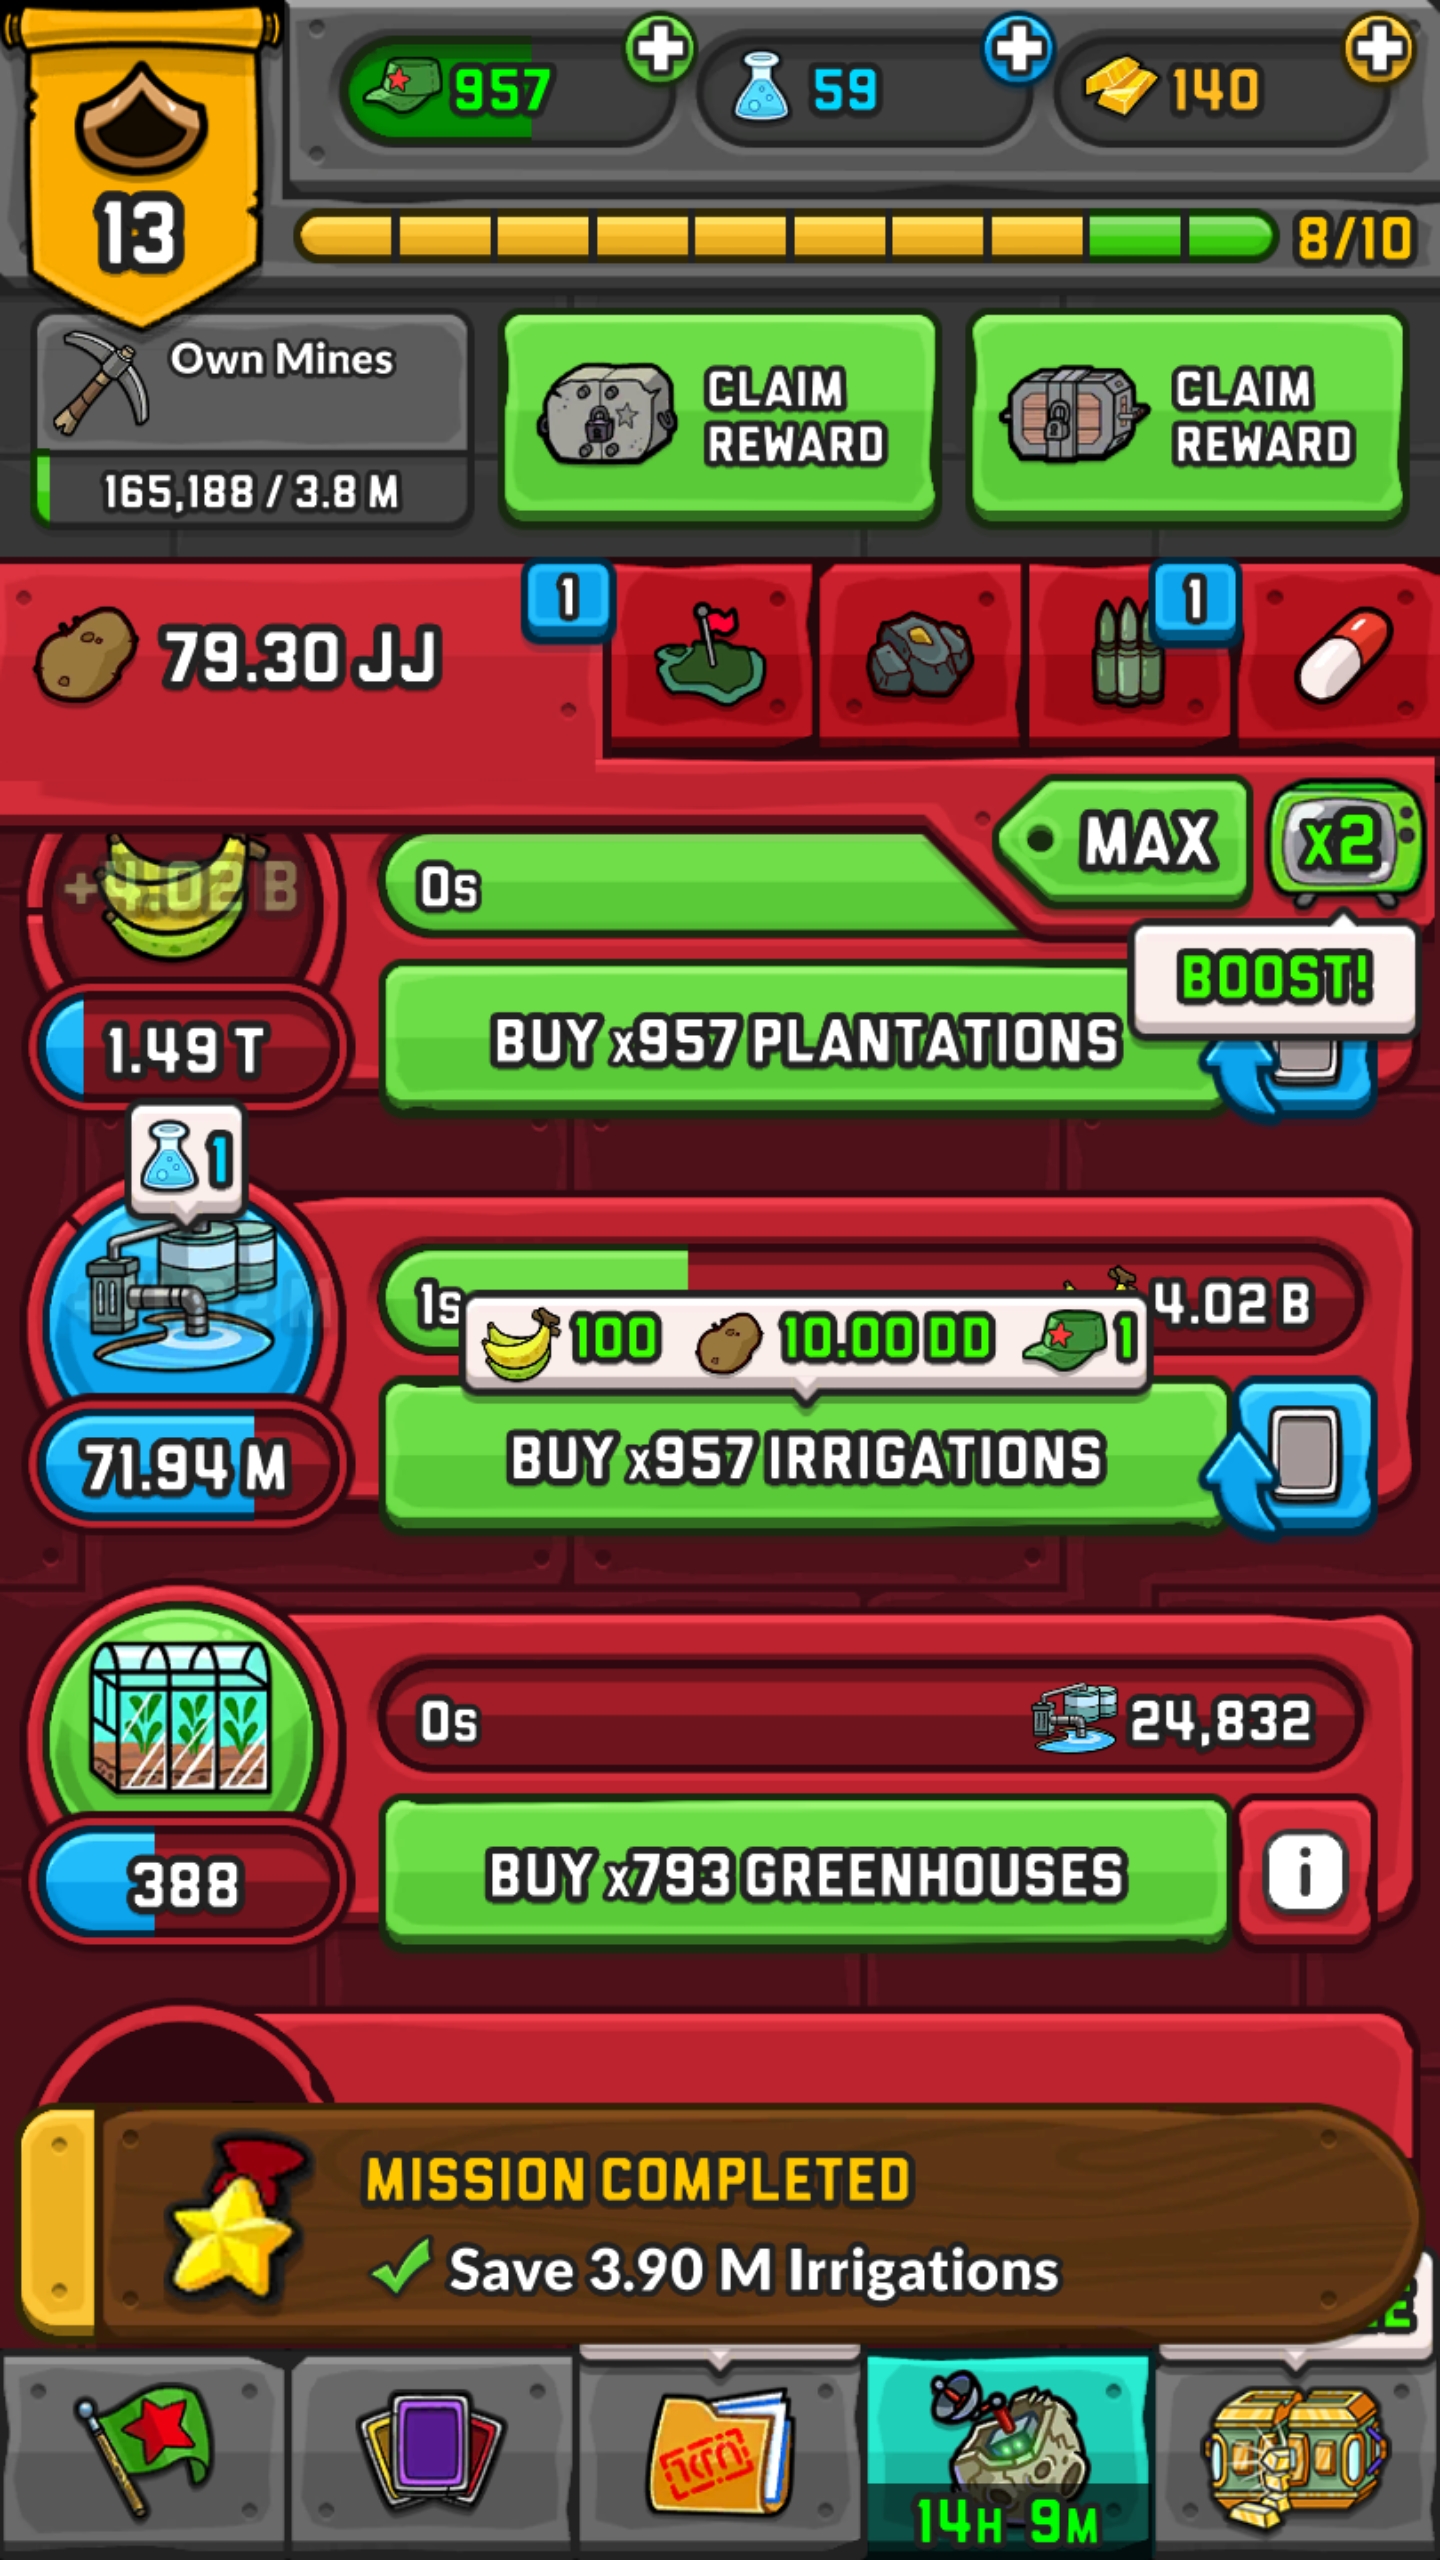 957
59
140
13
8/10
Own Mines
165,188 / 3.8 M
CLAIM
REWARD
CLAIM
REWARD
79.30 JJ
1
1
MAX
x2
BOOST!
+4.02 B
0s
1.49 T
BUY x957 PLANTATIONS
1
1s
4.02 B
100
10.00 DD
1
71.94 M
BUY x957 IRRIGATIONS
0s
24,832
388
BUY x793 GREENHOUSES
i
MISSION COMPLETED
Save 3.90 M Irrigations
14H 9M